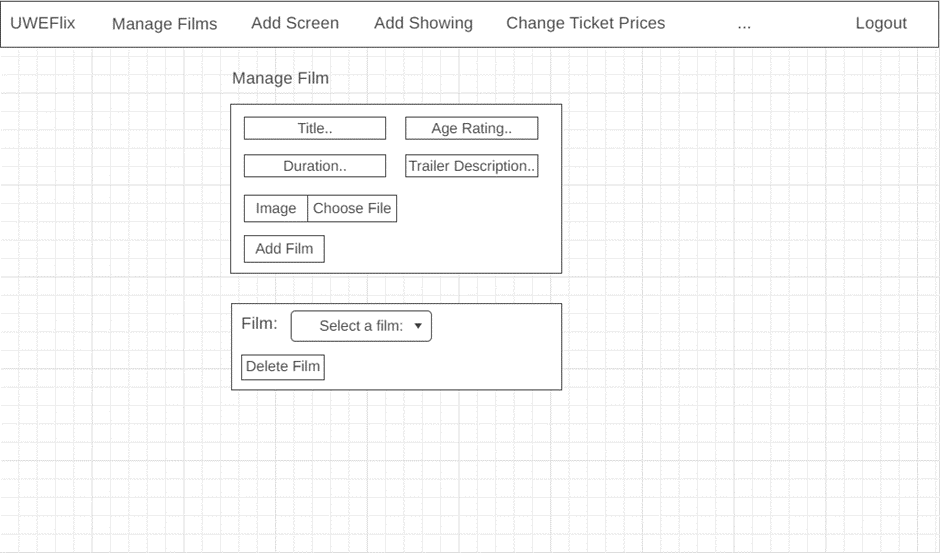 UWEFlix Manage Films Add Screen Add Showing Change Ticket Prices ... Logout
Manage Film
Title.. Age Rating..
Duration.. Trailer Description..
Image Choose File
Add Film
Film: Select a film:
Delete Film